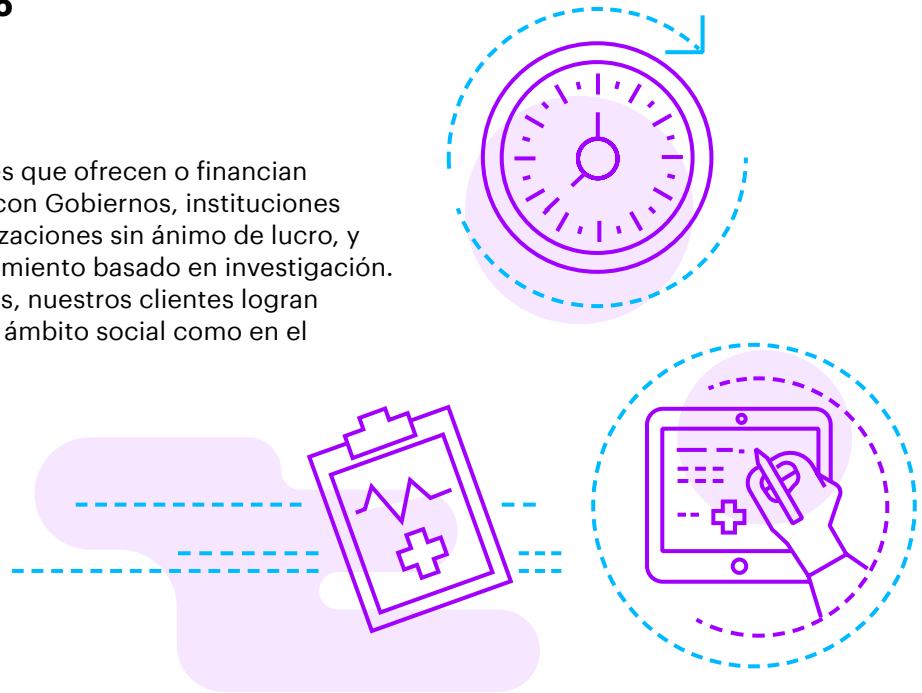 s que ofrecen o financian
con Gobiernos, instituciones
zaciones sin ánimo de lucro, y
miento basado en investigación.
s, nuestros clientes logran
ámbito social como en el